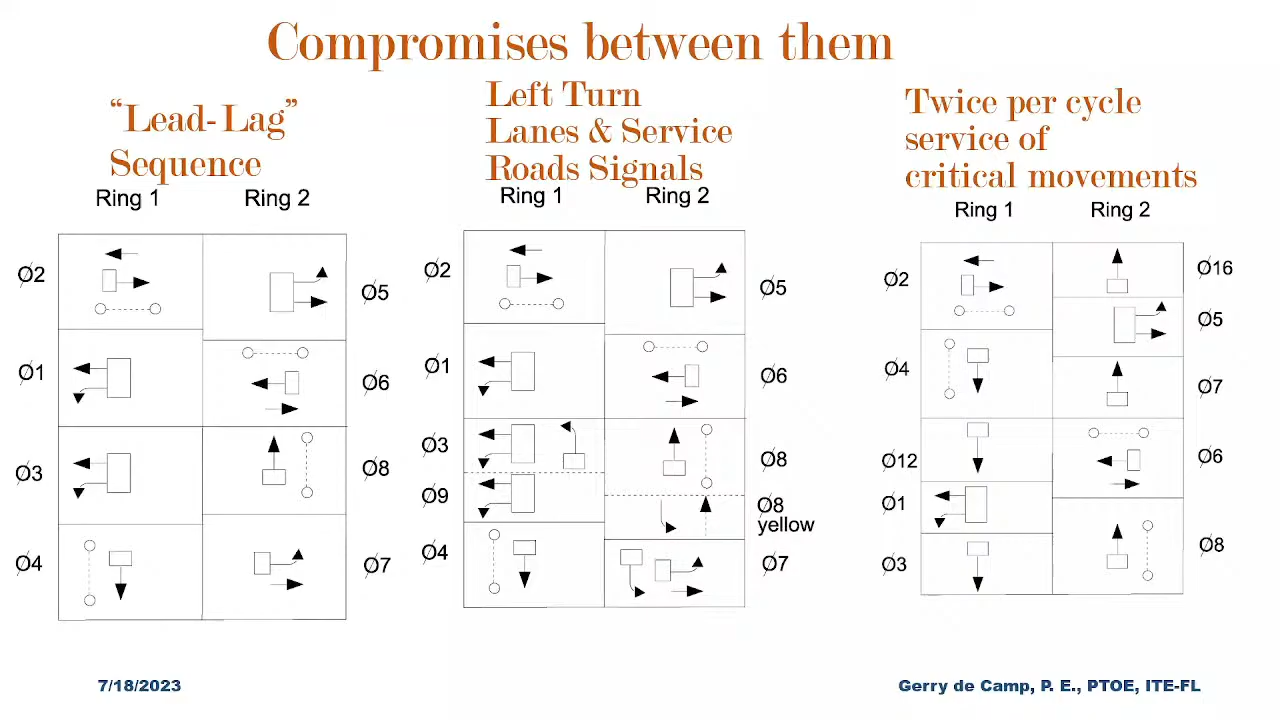 Compromises between them
“Lead-Lag”
Sequence
Ring 1
Ring 2
Ø2
Ø5
Ø1
Ø6
Ø3
Ø8
Ø4
Ø7
Left Turn
Lanes & Service
Roads Signals
Ring 1
Ring 2
Ø2
Ø5
Ø1
Ø6
Ø3
Ø8
Ø9
Ø8
yellow
Ø4
Ø7
Twice per cycle
service of
critical movements
Ring 1
Ring 2
Ø2
Ø16
Ø5
Ø4
Ø7
Ø12
Ø6
Ø1
Ø3
Ø8
7/18/2023
Gerry de Camp, P. E., PTOE, ITE-FL